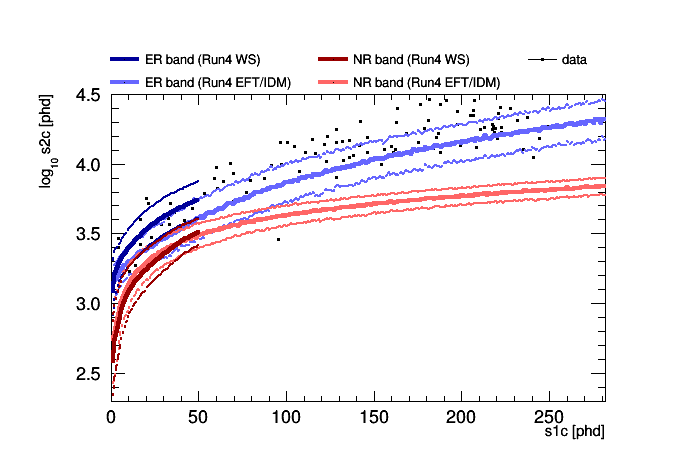 ER band (Run4 WS) NR band (Run4 WS) data
ER band (Run4 EFT/IDM) NR band (Run4 EFT/IDM)
log10 s2c [phd]
4.5
4.0
3.5
3.0
2.5
0 50 100 150 200 250
s1c [phd]